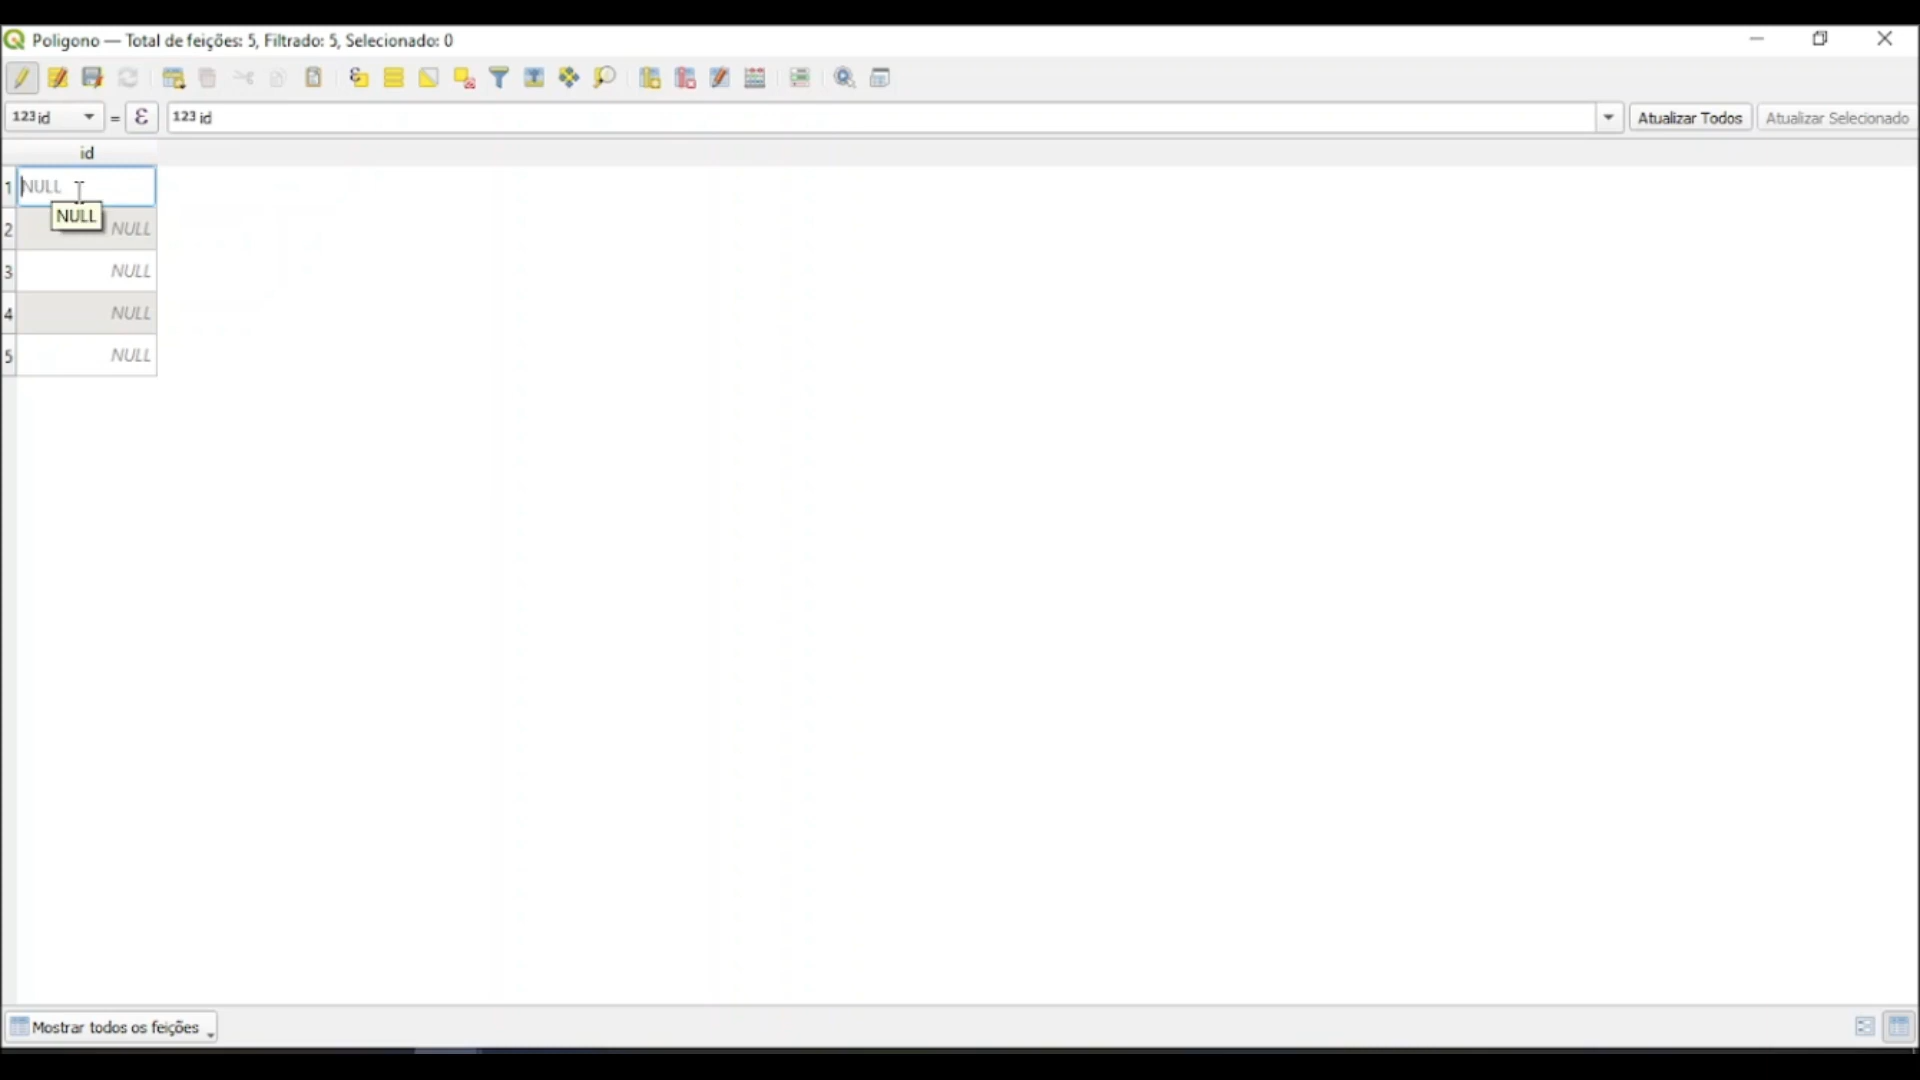 Poligono — Total de feições: 5, Filtrado: 5, Selecionado: 0
123 id = ε 123 id Atualizar Todos Atualizar Selecionado
id
1 NULL
NULL
2 NULL
3 NULL
4 NULL
5 NULL
Mostrar todos os feições